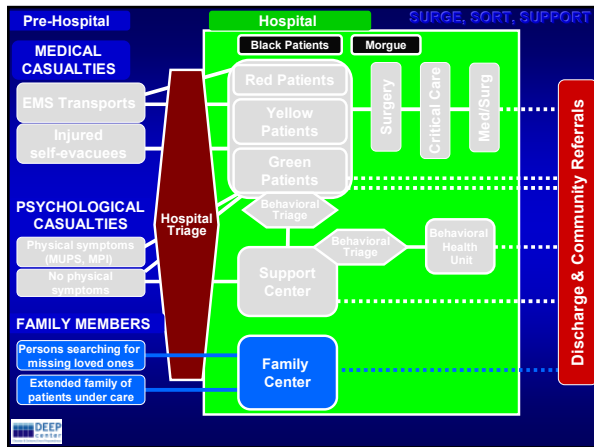 Pre-Hospital
Hospital
SURGE, SORT, SUPPORT
Black Patients
Morgue
MEDICAL
CASUALTIES
EMS Transports
Injured
self-evacuees
Red Patients
Yellow
Patients
Green
Patients
Surgery
Critical Care
Med/Surg
Discharge & Community Referrals
PSYCHOLOGICAL
CASUALTIES
Hospital
Triage
Behavioral
Triage
Physical symptoms
(MUPS, MPI)
No physical
symptoms
Support
Center
Behavioral
Triage
Behavioral
Health
Unit
FAMILY MEMBERS
Persons searching for
missing loved ones
Extended family of
patients under care
Family
Center
DEEP
center